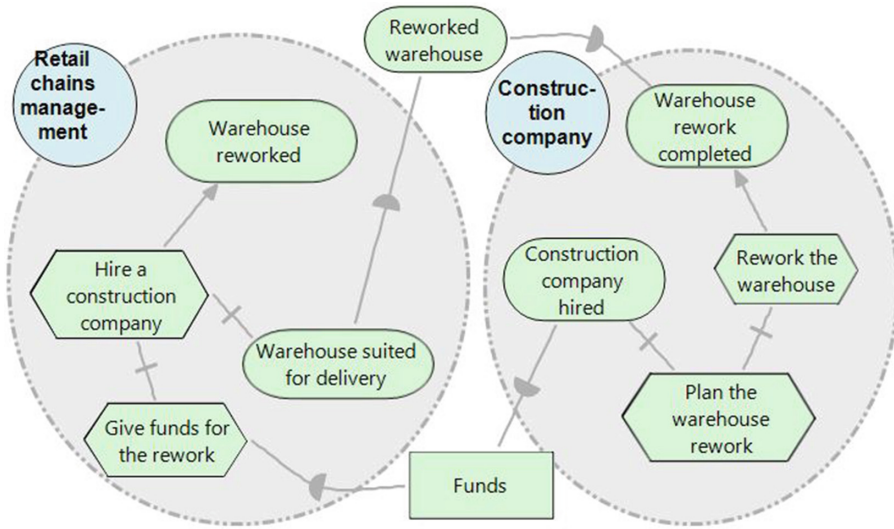 Reworked
warehouse
Retail
chains
manage-
ment
Construc-
tion
company
Warehouse
reworked
Warehouse
rework
completed
Hire a
construction
company
Construction
company
hired
Rework the
warehouse
Warehouse suited
for delivery
Give funds for
the rework
Plan the
warehouse
rework
Funds